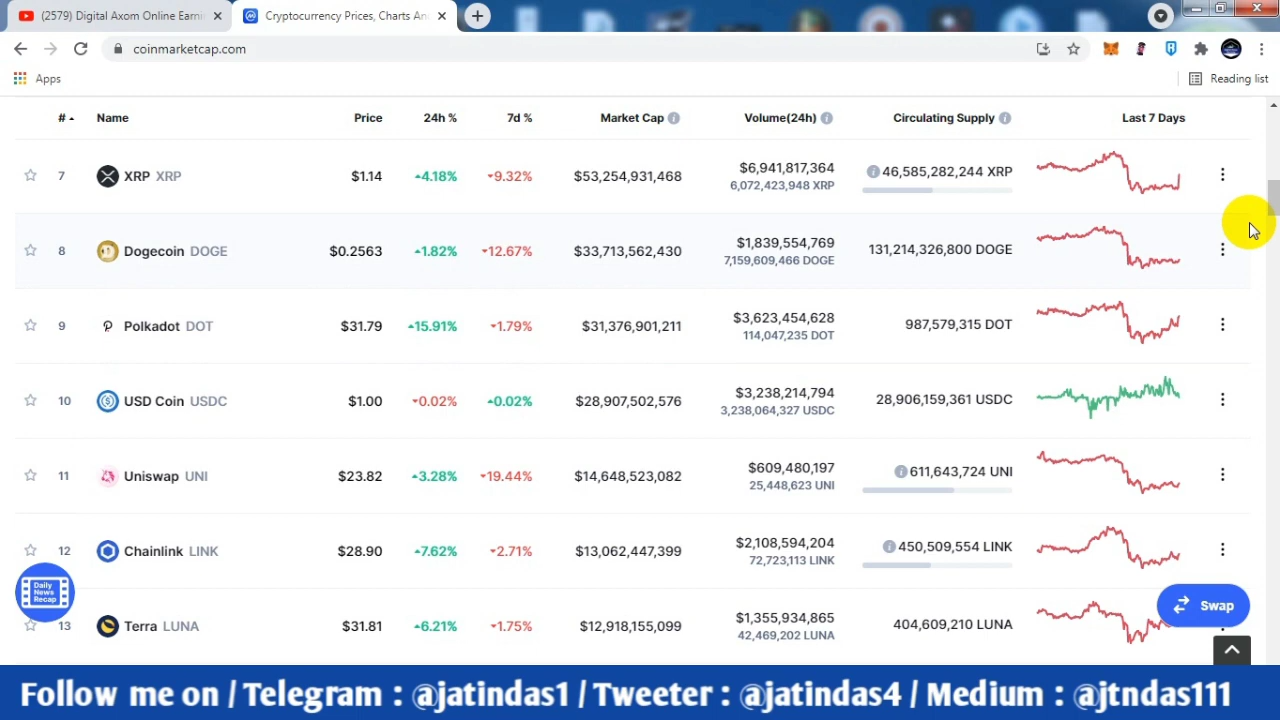 (2579) Digital Axom Online Earni
Cryptocurrency Prices, Charts An
coinmarketcap.com
Apps
Reading list
# Name Price 24h % 7d % Market Cap Volume(24h) Circulating Supply Last 7 Days
7 XRP XRP $1.14 4.18% 9.32% $53,254,931,468 $6,941,817,364 46,585,282,244 XRP
6,072,423,948 XRP
8 Dogecoin DOGE $0.2563 1.82% 12.67% $33,713,562,430 $1,839,554,769 131,214,326,800 DOGE
7,159,609,466 DOGE
9 Polkadot DOT $31.79 15.91% 1.79% $31,376,901,211 $3,623,454,628 987,579,315 DOT
114,047,235 DOT
10 USD Coin USDC $1.00 0.02% 0.02% $28,907,502,576 $3,238,214,794 28,906,159,361 USDC
3,238,064,327 USDC
11 Uniswap UNI $23.82 3.28% 19.44% $14,648,523,082 $609,480,197 611,643,724 UNI
25,448,623 UNI
12 Chainlink LINK $28.90 7.62% 2.71% $13,062,447,399 $2,108,594,204 450,509,554 LINK
72,723,113 LINK
Daily
News
Recap
Swap
13 Terra LUNA $31.81 6.21% 1.75% $12,918,155,099 $1,355,934,865 404,609,210 LUNA
42,469,202 LUNA
Follow me on / Telegram : @jatindas1 / Tweeter : @jatindas4 / Medium : @jtndas111